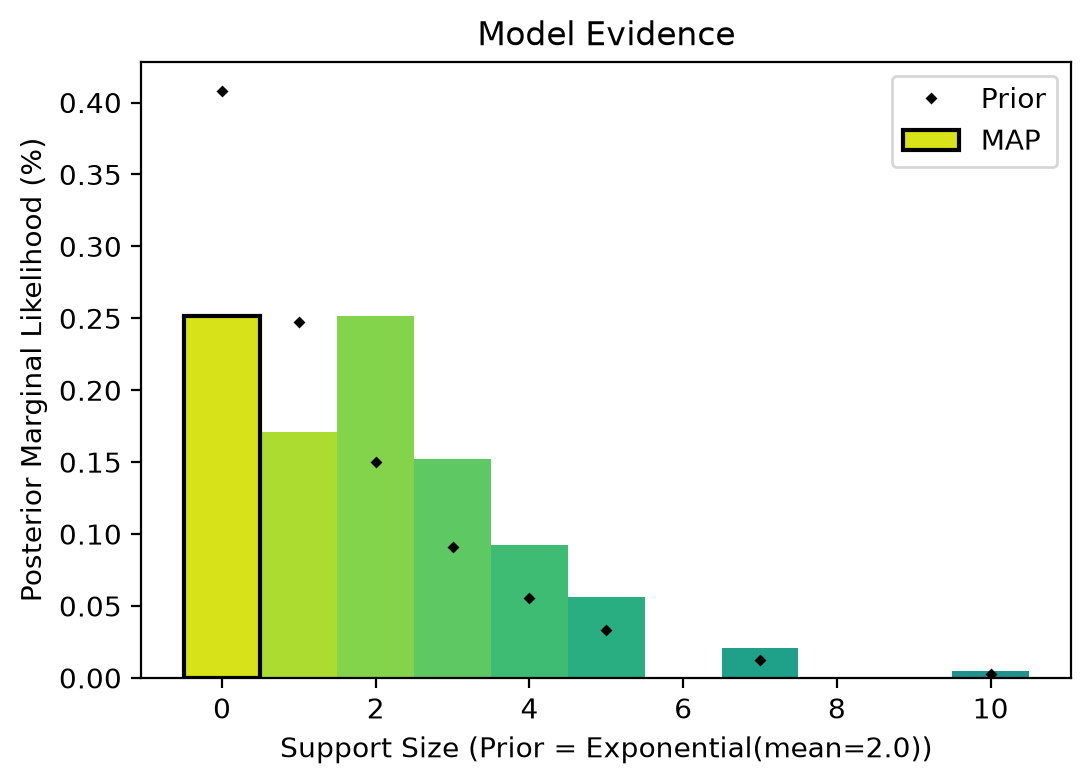 Model Evidence
Prior
MAP
Posterior Marginal Likelihood (%)
0.40
0.35
0.30
0.25
0.20
0.15
0.10
0.05
0.00
0 2 4 6 8 10
Support Size (Prior = Exponential(mean=2.0))